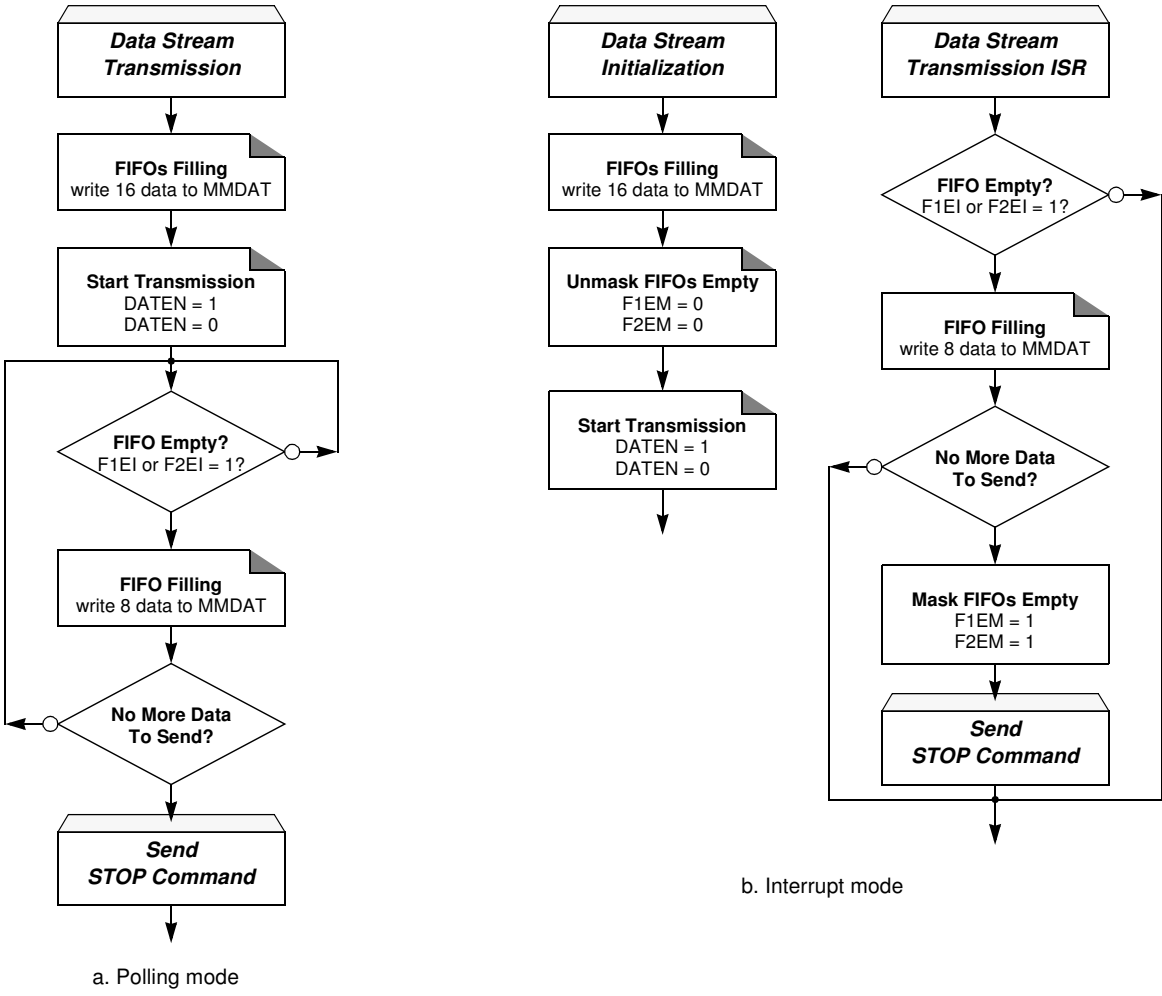 Data Stream
Transmission
FIFOs Filling
write 16 data to MMDAT
Start Transmission
DATEN = 1
DATEN = 0
FIFO Empty?
F1EI or F2EI = 1?
FIFO Filling
write 8 data to MMDAT
No More Data
To Send?
Send
STOP Command
a. Polling mode
Data Stream
Initialization
FIFOs Filling
write 16 data to MMDAT
Unmask FIFOs Empty
F1EM = 0
F2EM = 0
Start Transmission
DATEN = 1
DATEN = 0
Data Stream
Transmission ISR
FIFO Empty?
F1EI or F2EI = 1?
FIFO Filling
write 8 data to MMDAT
No More Data
To Send?
Mask FIFOs Empty
F1EM = 1
F2EM = 1
Send
STOP Command
b. Interrupt mode